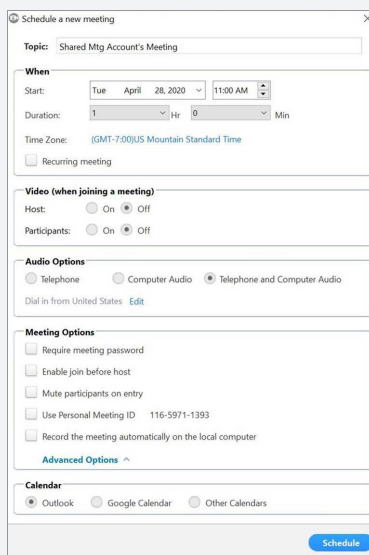 Schedule a new meeting
Topic: Shared Mtg Account's Meeting
When
Start: Tue April 28, 2020 11:00 AM
Duration: 1 Hr 0 Min
Time Zone: (GMT-7:00)US Mountain Standard Time
Recurring meeting
Video (when joining a meeting)
Host: On Off
Participants: On Off
Audio Options
Telephone Computer Audio Telephone and Computer Audio
Dial in from United States Edit
Meeting Options
Require meeting password
Enable join before host
Mute participants on entry
Use Personal Meeting ID 116-5971-1393
Record the meeting automatically on the local computer
Advanced Options
Calendar
Outlook Google Calendar Other Calendars
Schedule